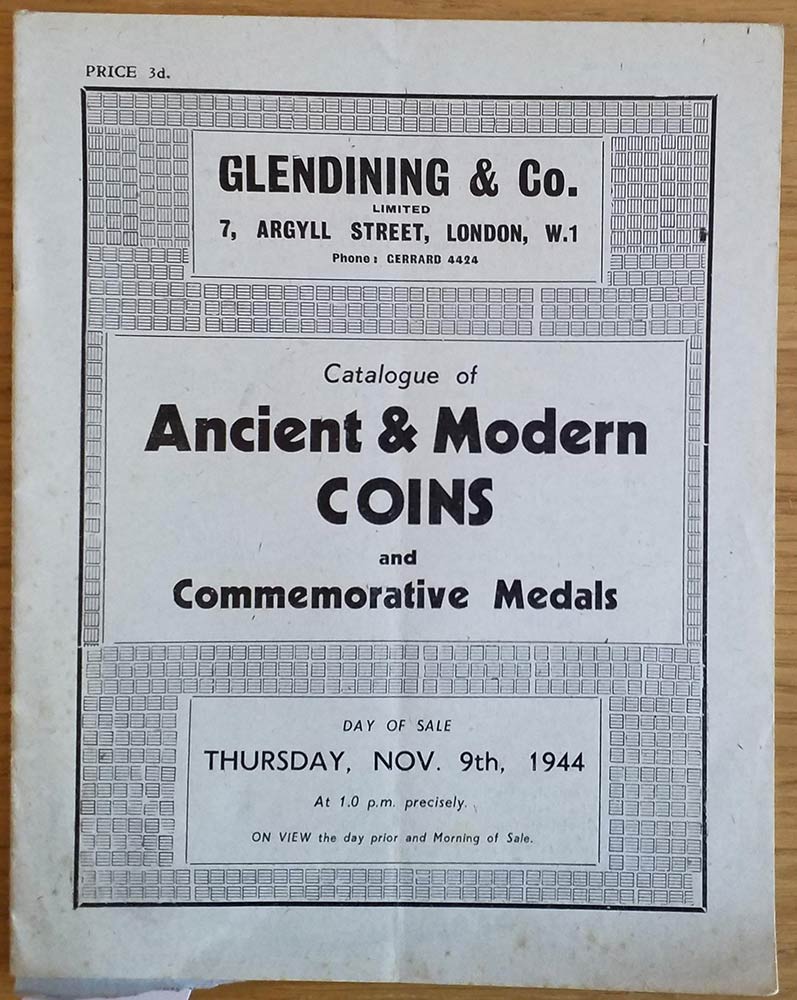 PRICE 3d.
GLENDINING & Co.
LIMITED
7, ARGYLL STREET, LONDON, W.1
Phone: CERRARD 4424
Catalogue of
Ancient & Modern
COINS
and
Commemorative Medals
DAY OF SALE
THURSDAY, NOV. 9th, 1944
At 1.0 p.m. precisely.
ON VIEW the day prior and Morning of Sale.